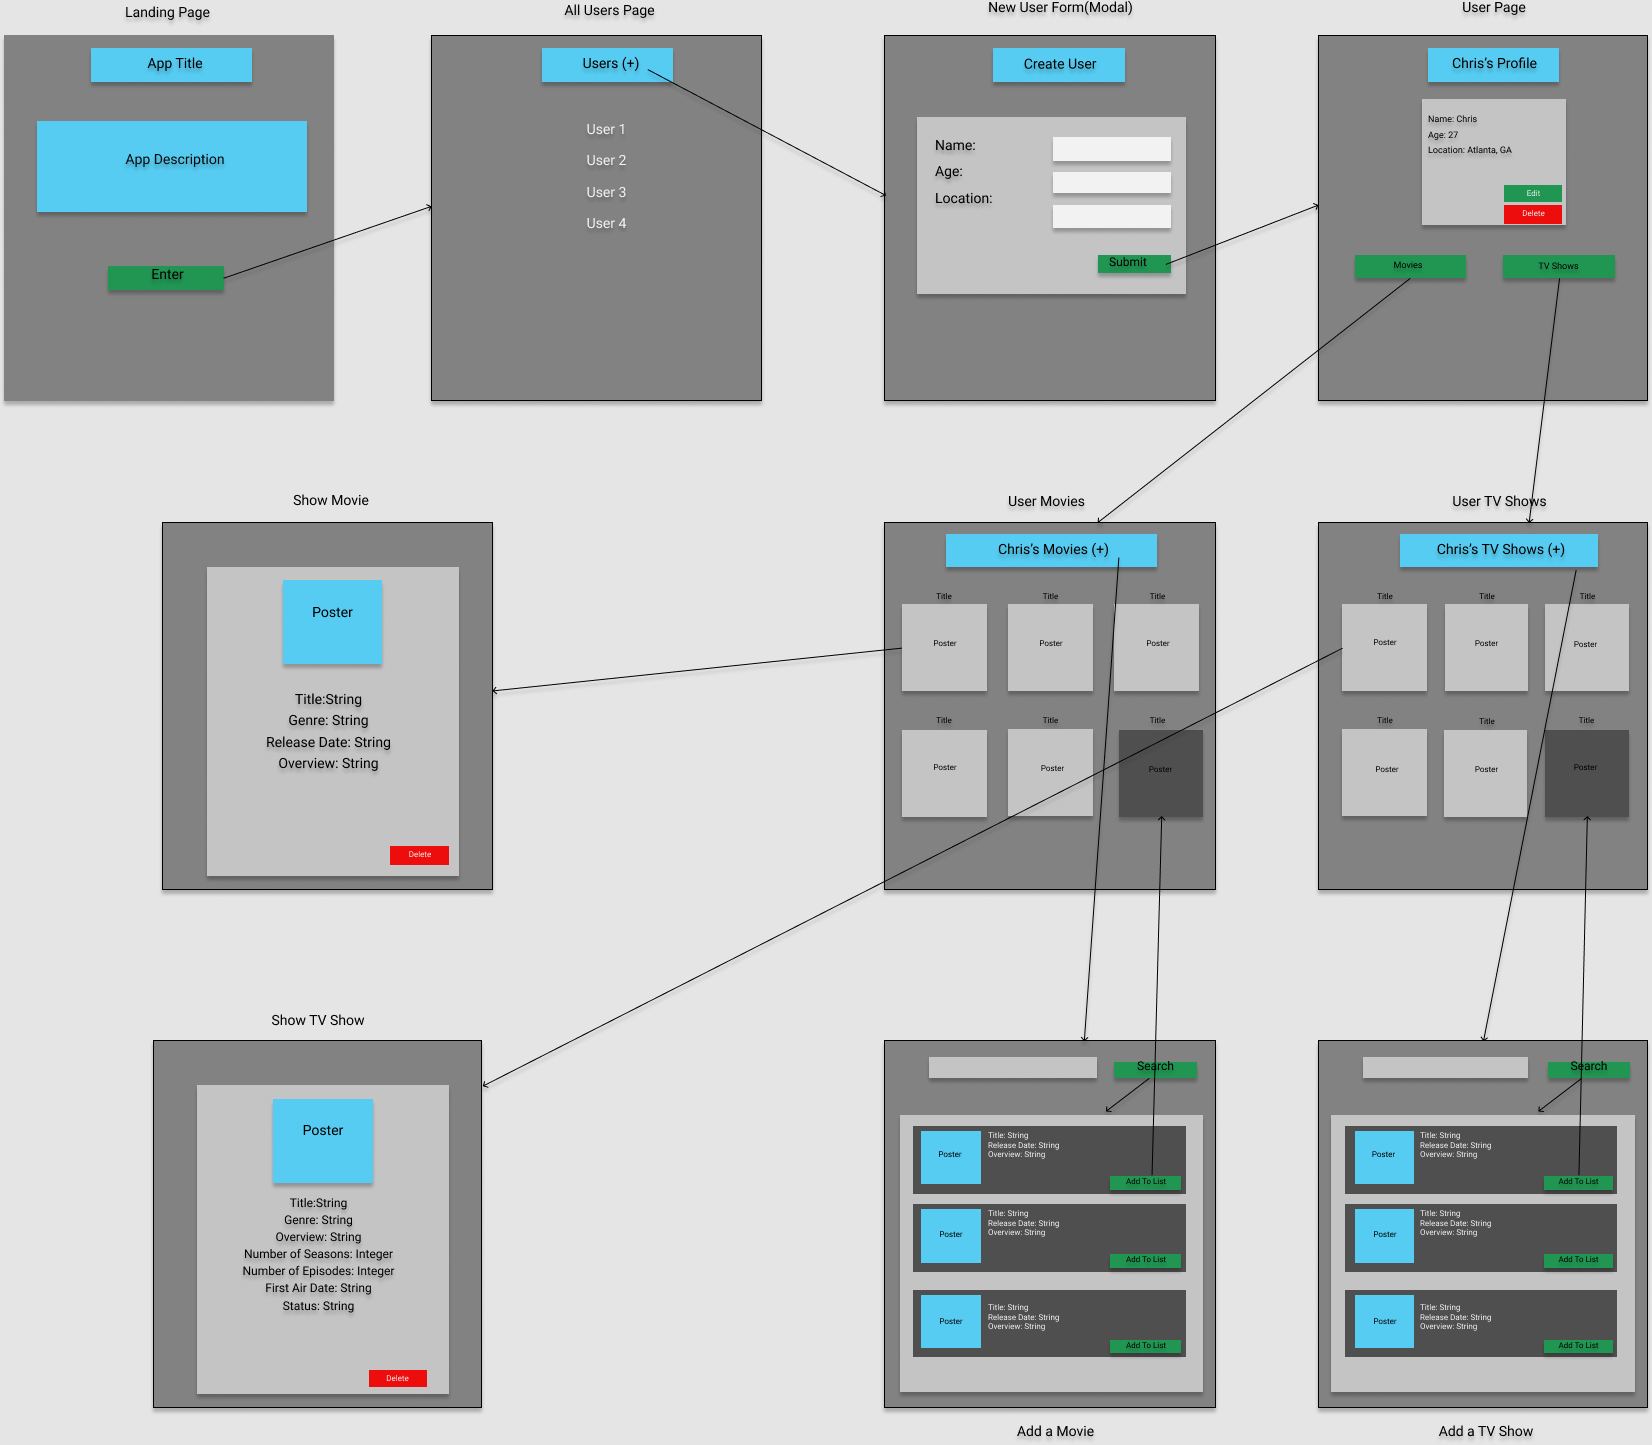 Landing Page
App Title
App Description
Enter
All Users Page
Users (+)
User 1
User 2
User 3
User 4
New User Form(Modal)
Create User
Name:
Age:
Location:
Submit
User Page
Chris's Profile
Name: Chris
Age: 27
Location: Atlanta, GA
Edit
Delete
Movies
TV Shows
Show Movie
Poster
Title:String
Genre: String
Release Date: String
Overview: String
Delete
User Movies
Chris's Movies (+)
Title
Title
Title
Poster
Poster
Poster
Title
Title
Title
Poster
Poster
Poster
User TV Shows
Chris's TV Shows (+)
Title
Title
Title
Poster
Poster
Poster
Title
Title
Title
Poster
Poster
Poster
Show TV Show
Poster
Title:String
Genre: String
Overview: String
Number of Seasons: Integer
Number of Episodes: Integer
First Air Date: String
Status: String
Delete
Search
Poster
Title: String
Release Date: String
Overview: String
Add To List
Poster
Title: String
Release Date: String
Overview: String
Add To List
Poster
Title: String
Release Date: String
Overview: String
Add To List
Add a Movie
Search
Poster
Title: String
Release Date: String
Overview: String
Add To List
Poster
Title: String
Release Date: String
Overview: String
Add To List
Poster
Title: String
Release Date: String
Overview: String
Add To List
Add a TV Show